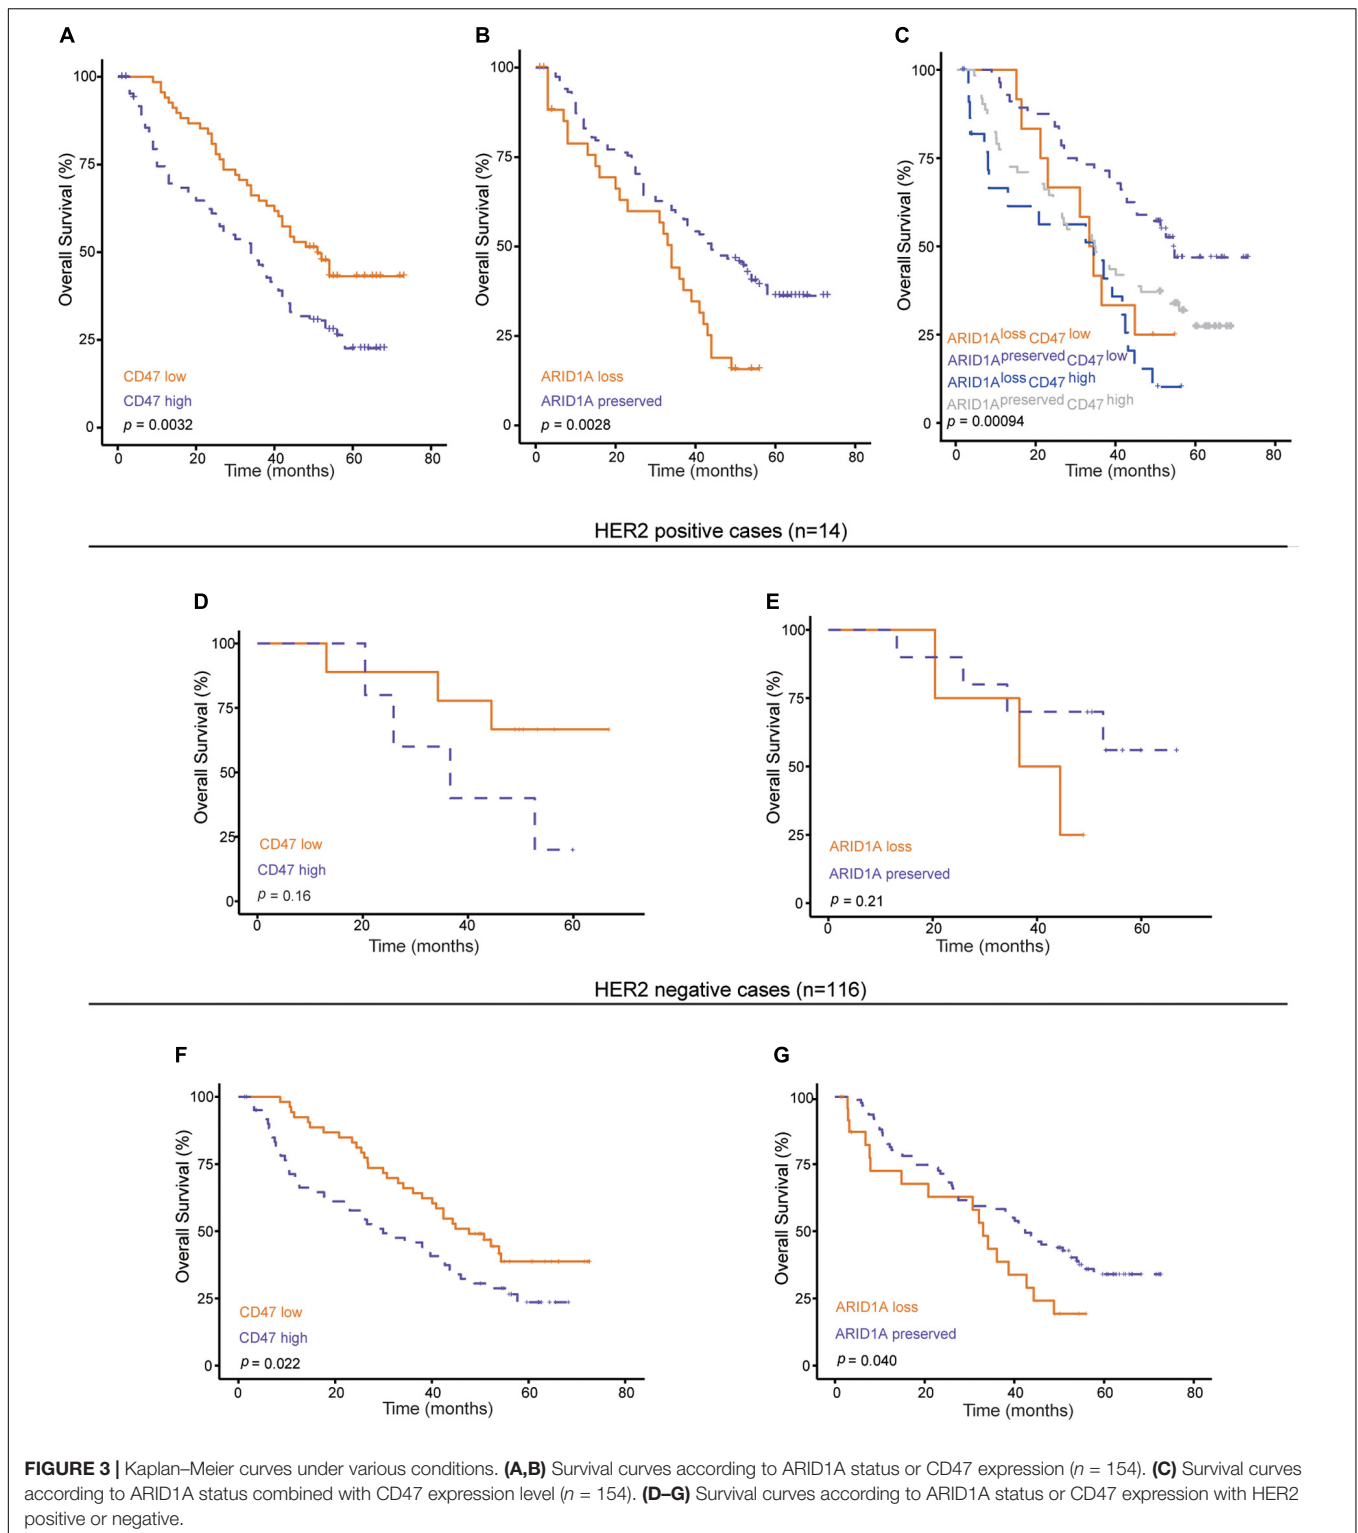 A
B
C
100
75
50
25
0
Overall Survival (%)
CD47 low
CD47 high
p = 0.0032
0 20 40 60 80
Time (months)
100
75
50
25
0
Overall Survival (%)
ARID1A loss
ARID1A preserved
p = 0.0028
0 20 40 60 80
Time (months)
100
75
50
25
0
Overall Survival (%)
ARID1A loss CD47 low
ARID1A preserved CD47 low
ARID1A loss CD47 high
ARID1A preserved CD47 high
p = 0.00094
0 20 40 60 80
Time (months)
HER2 positive cases (n=14)
D
E
100
75
50
25
0
Overall Survival (%)
CD47 low
CD47 high
p = 0.16
0 20 40 60
Time (months)
100
75
50
25
0
Overall Survival (%)
ARID1A loss
ARID1A preserved
p = 0.21
0 20 40 60
Time (months)
HER2 negative cases (n=116)
F
G
100
75
50
25
0
Overall Survival (%)
CD47 low
CD47 high
p = 0.022
0 20 40 60 80
Time (months)
100
75
50
25
0
Overall Survival (%)
ARID1A loss
ARID1A preserved
p = 0.040
0 20 40 60 80
Time (months)
FIGURE 3 | Kaplan–Meier curves under various conditions. (A,B) Survival curves according to ARID1A status or CD47 expression (n = 154). (C) Survival curves
according to ARID1A status combined with CD47 expression level (n = 154). (D–G) Survival curves according to ARID1A status or CD47 expression with HER2
positive or negative.